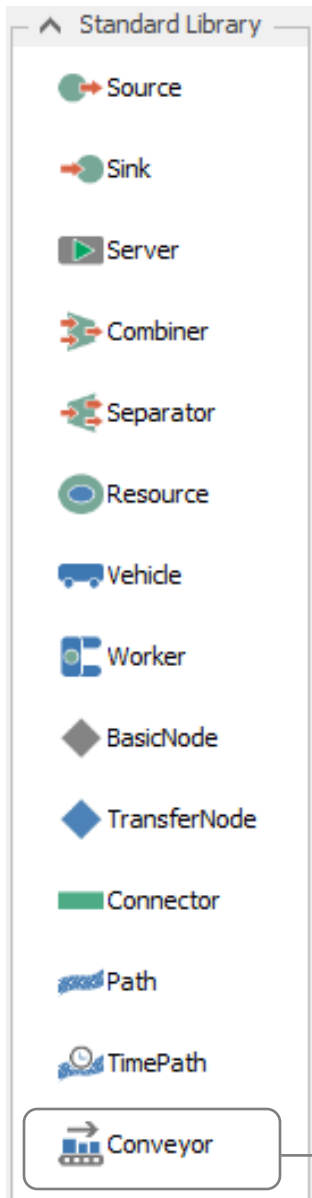 Standard Library
Source
Sink
Server
Combiner
Separator
Resource
Vehicle
Worker
BasicNode
TransferNode
Connector
Path
TimePath
Conveyor